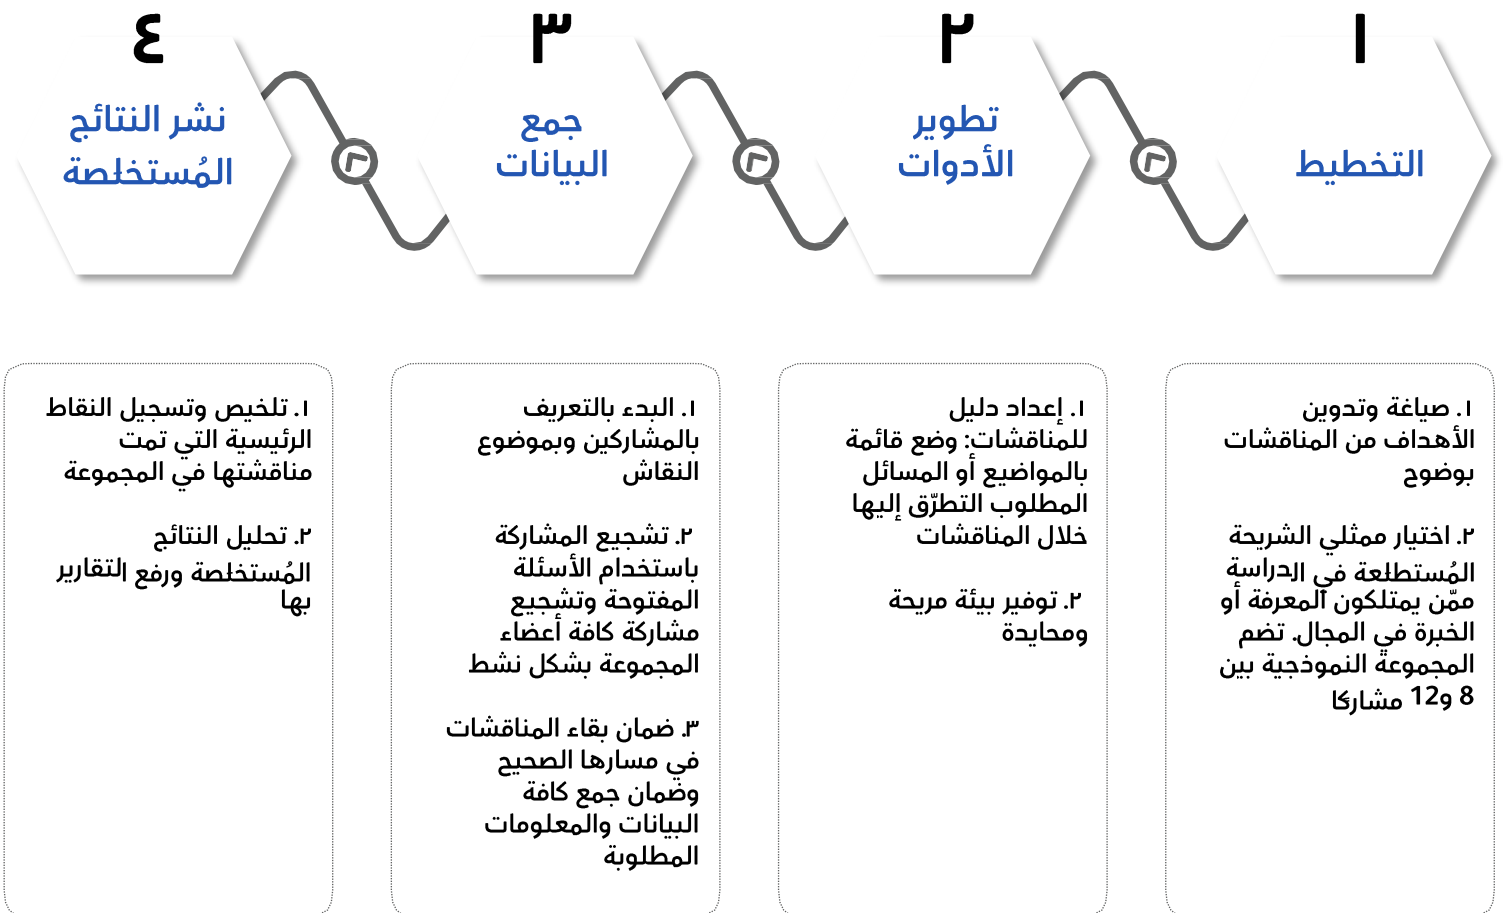 ١
التخطيط
٢
تطوير
الأدوات
٣
جمع
البيانات
٤
نشر النتائج
المُستخلصة
١. صياغة وتدوين
الأهداف من المناقشات
بوضوح
٢. اختيار ممثلي الشريحة
المُستطلعة في الدراسة
ممّن يمتلكون المعرفة أو
الخبرة في المجال. تضم
المجموعة النموذجية بين
8 و12 مشاركا
١. إعداد دليل
للمناقشات: وضع قائمة
بالمواضيع أو المسائل
المطلوب التطرّق إليها
خلال المناقشات
٢. توفير بيئة مريحة
ومحايدة
١. البدء بالتعريف
بالمشاركين وبموضوع
النقاش
٢. تشجيع المشاركة
باستخدام الأسئلة
المفتوحة وتشجيع
مشاركة كافة أعضاء
المجموعة بشكل نشط
٣. ضمان بقاء المناقشات
في مسارها الصحيح
وضمان جمع كافة
البيانات والمعلومات
المطلوبة
١. تلخيص وتسجيل النقاط
الرئيسية التي تمت
مناقشتها في المجموعة
٢. تحليل النتائج
المُستخلصة ورفع التقارير
بها